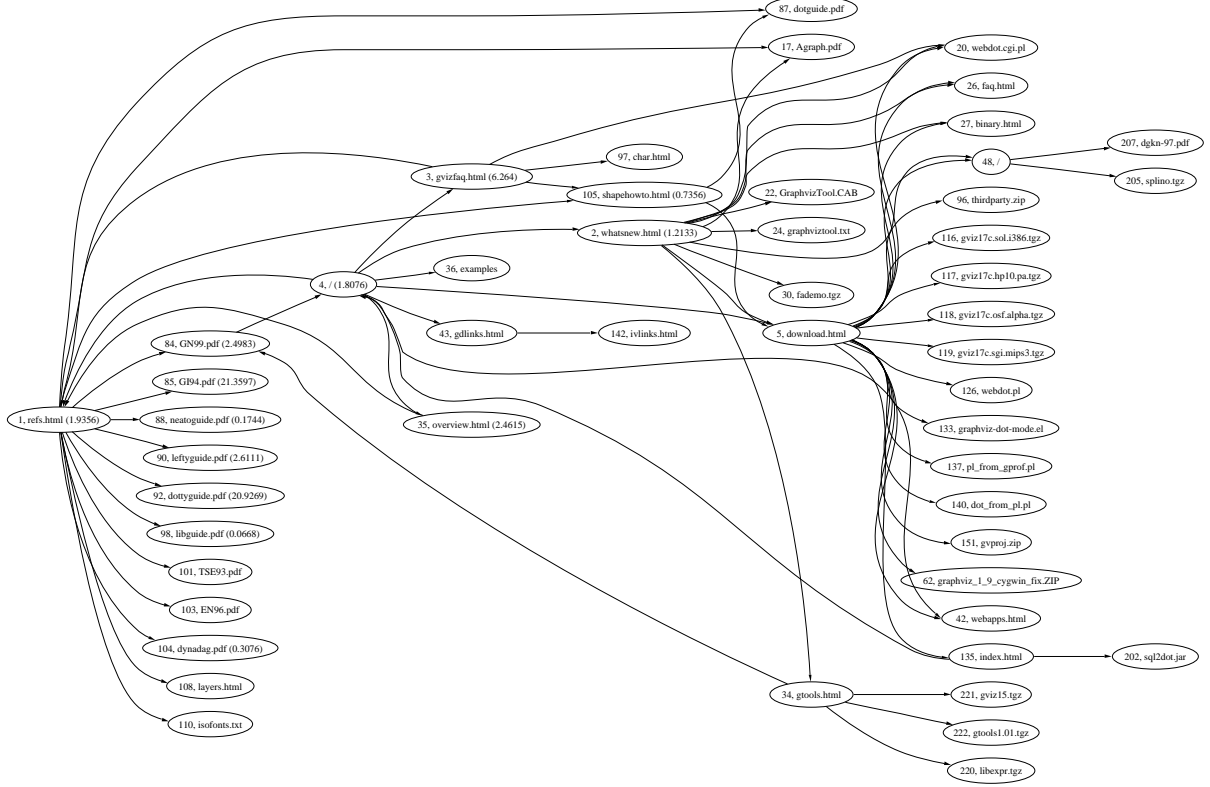 87, dotguide.pdf
17, Agraph.pdf
20, webdot.cgi.pl
26, faq.html
27, binary.html
207, dgkn-97.pdf
97, char.html
48, /
3, gvizfaq.html (6.264)
205, splino.tgz
105, shapehowto.html (0.7356)
22, GraphvizTool.CAB
96, thirdparty.zip
2, whatsnew.html (1.2133)
24, graphviztool.txt
116, gviz17c.sol.i386.tgz
36, examples
117, gviz17c.hp10.pa.tgz
4, / (1.8076)
30, fademo.tgz
118, gviz17c.osf.alpha.tgz
43, gdlinks.html
142, ivlinks.html
5, download.html
84, GN99.pdf (2.4983)
119, gviz17c.sgi.mips3.tgz
85, GI94.pdf (21.3597)
126, webdot.pl
1, refs.html (1.9356)
88, neatoguide.pdf (0.1744)
35, overview.html (2.4615)
133, graphviz-dot-mode.el
90, leftyguide.pdf (2.6111)
137, pl_from_gprof.pl
92, dottyguide.pdf (20.9269)
140, dot_from_pl.pl
98, libguide.pdf (0.0668)
151, gvproj.zip
101, TSE93.pdf
62, graphviz_1_9_cygwin_fix.ZIP
103, EN96.pdf
42, webapps.html
104, dynadag.pdf (0.3076)
135, index.html
202, sql2dot.jar
108, layers.html
34, gtools.html
221, gviz15.tgz
110, isofonts.txt
222, gtools1.01.tgz
220, libexpr.tgz